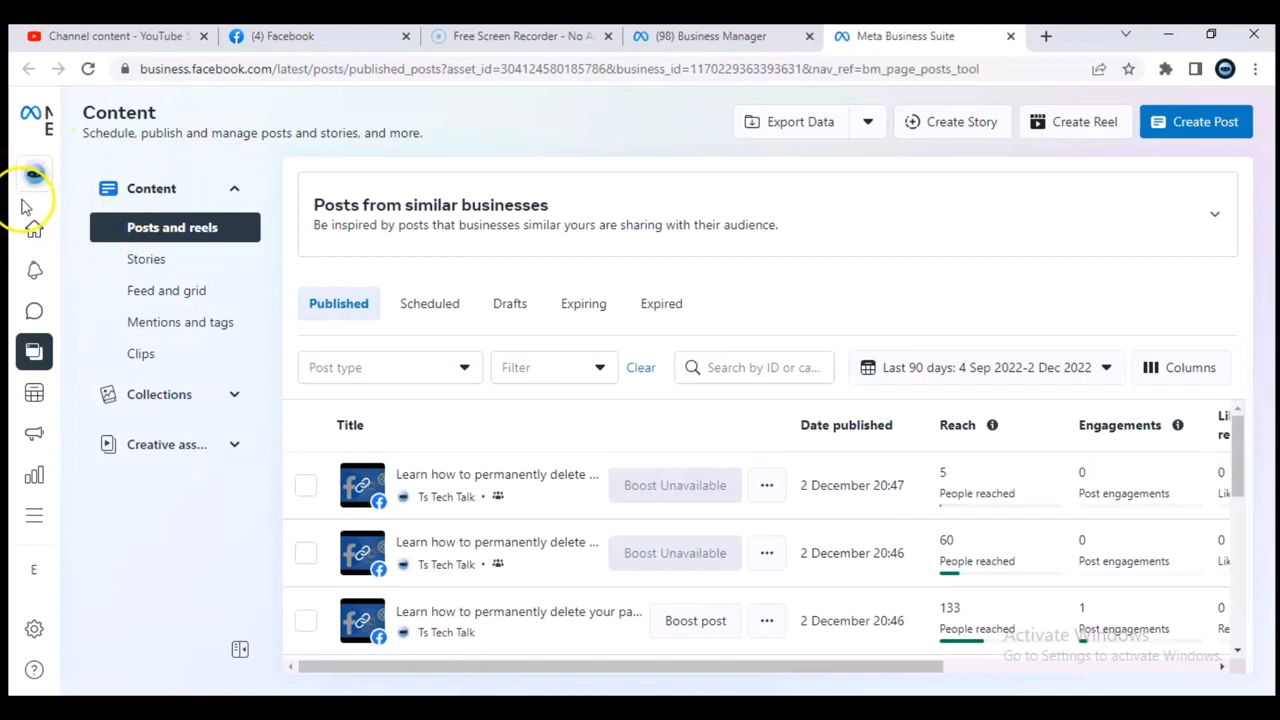 Channel content - YouTube S
(4) Facebook
Free Screen Recorder - No A
(98) Business Manager
Meta Business Suite
business.facebook.com/latest/posts/published_posts?asset_id=304124580185786&business_id=1170229363393631&nav_ref=bm_page_posts_tool
Content
Schedule, publish and manage posts and stories, and more.
Export Data
Create Story
Create Reel
Create Post
Content
Posts and reels
Stories
Feed and grid
Mentions and tags
Clips
Collections
Creative ass...
E
Posts from similar businesses
Be inspired by posts that businesses similar yours are sharing with their audience.
Published Scheduled Drafts Expiring Expired
Post type Filter Clear Search by ID or ca... Last 90 days: 4 Sep 2022-2 Dec 2022 Columns
Title Date published Reach Engagements Li
re
Learn how to permanently delete ...
Ts Tech Talk •
Boost Unavailable ••• 2 December 20:47
5
People reached
0
Post engagements
0
Lik
Learn how to permanently delete ...
Ts Tech Talk •
Boost Unavailable ••• 2 December 20:46
60
People reached
0
Post engagements
0
Lik
Learn how to permanently delete your pa...
Ts Tech Talk
Boost post ••• 2 December 20:46
133
People reached
1
Post engagements
0
Re
Activate Windows
Go to Settings to activate Windows.